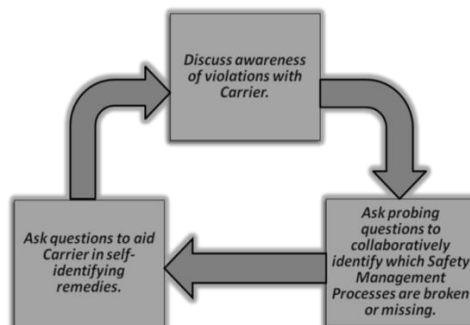 Discuss awareness
of violations with
Carrier.
Ask probing
questions to
collaboratively
identify which Safety
Management
Processes are broken
or missing.
Ask questions to aid
Carrier in self-
identifying
remedies.